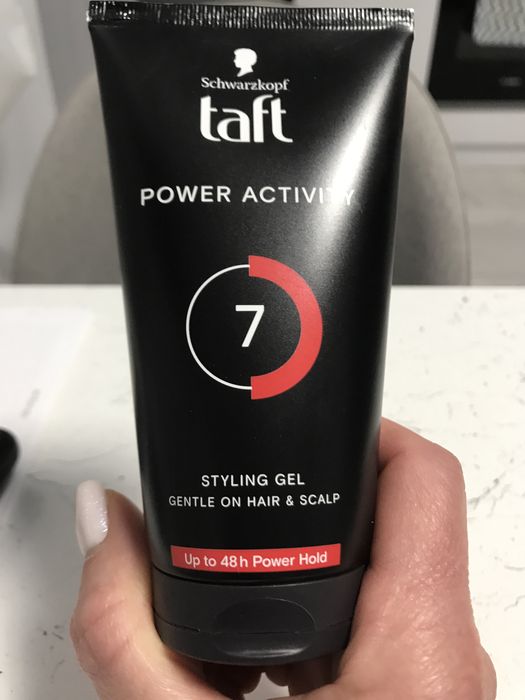 Schwarzkopf
taft
POWER ACTIVITY
7
STYLING GEL
GENTLE ON HAIR & SCALP
Up to 48h Power Hold